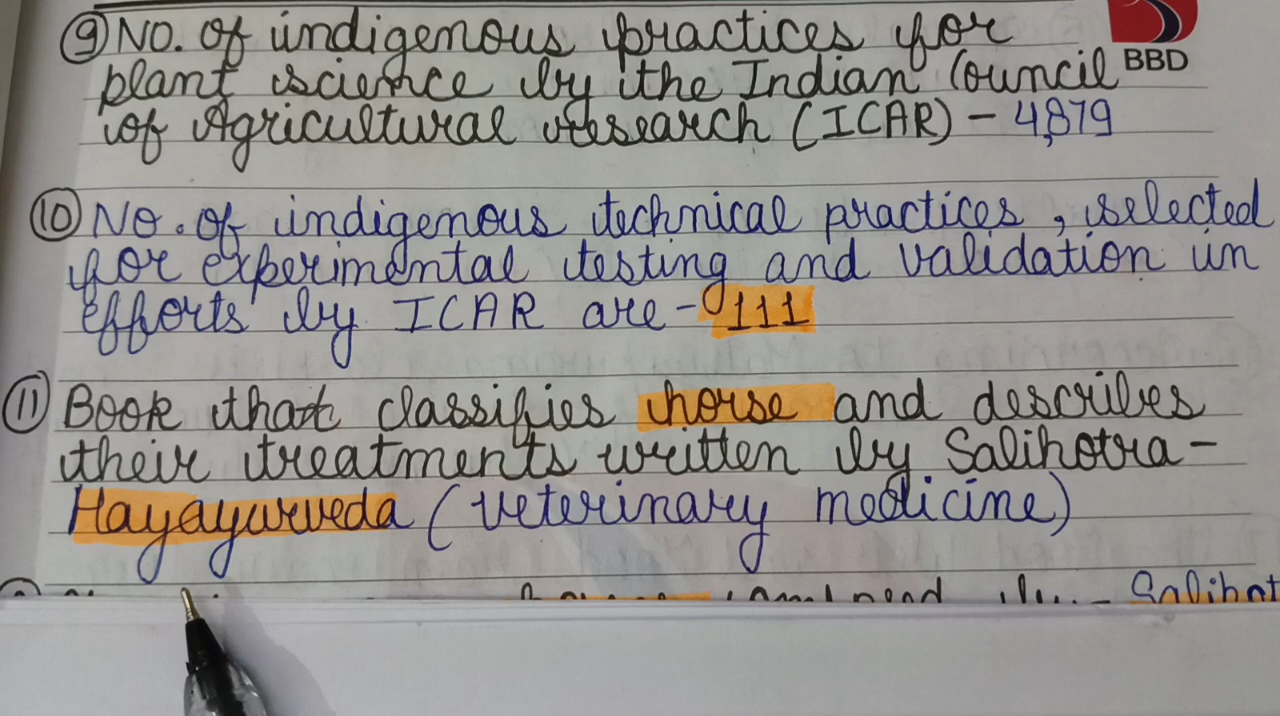 ⑨ No. of indigenous practices for
BBD
plant science by the Indian Council
of Agricultural research (ICAR) - 4,879
⑩ No. of indigenous technical practices, selected
for experimental testing and validation in
efforts by ICAR are - 111
⑪ Book that classifies horse and describes
their treatments written by Salihotra -
Hayayurveda (veterinary medicine)
Salihot